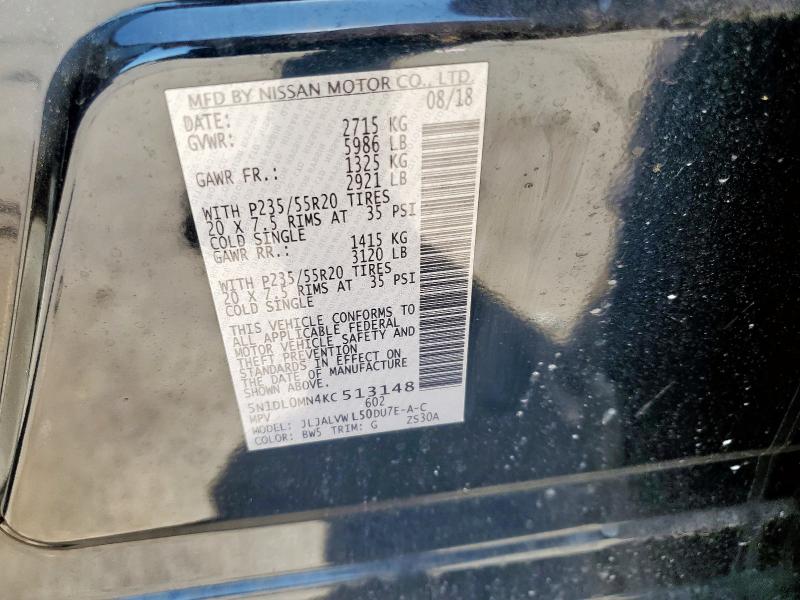 MFD BY NISSAN MOTOR CO., LTD.
DATE: 08/18
GVWR: 2715 KG
5986 LB
GAWR FR.: 1325 KG
2921 LB
WITH P235/55R20 TIRES
20 X 7.5 RIMS AT 35 PSI
COLD SINGLE
GAWR RR.: 1415 KG
3120 LB
WITH P235/55R20 TIRES
20 X 7.5 RIMS AT 35 PSI
COLD SINGLE
THIS VEHICLE CONFORMS TO
ALL APPLICABLE FEDERAL
MOTOR VEHICLE SAFETY AND
THEFT PREVENTION
STANDARDS IN EFFECT ON
THE DATE OF MANUFACTURE
SHOWN ABOVE.
5N1DL0MN4KC513148
MPV 602
MODEL: JLJALVWL50DU7E-A-C
COLOR: BW5 TRIM: G ZS30A